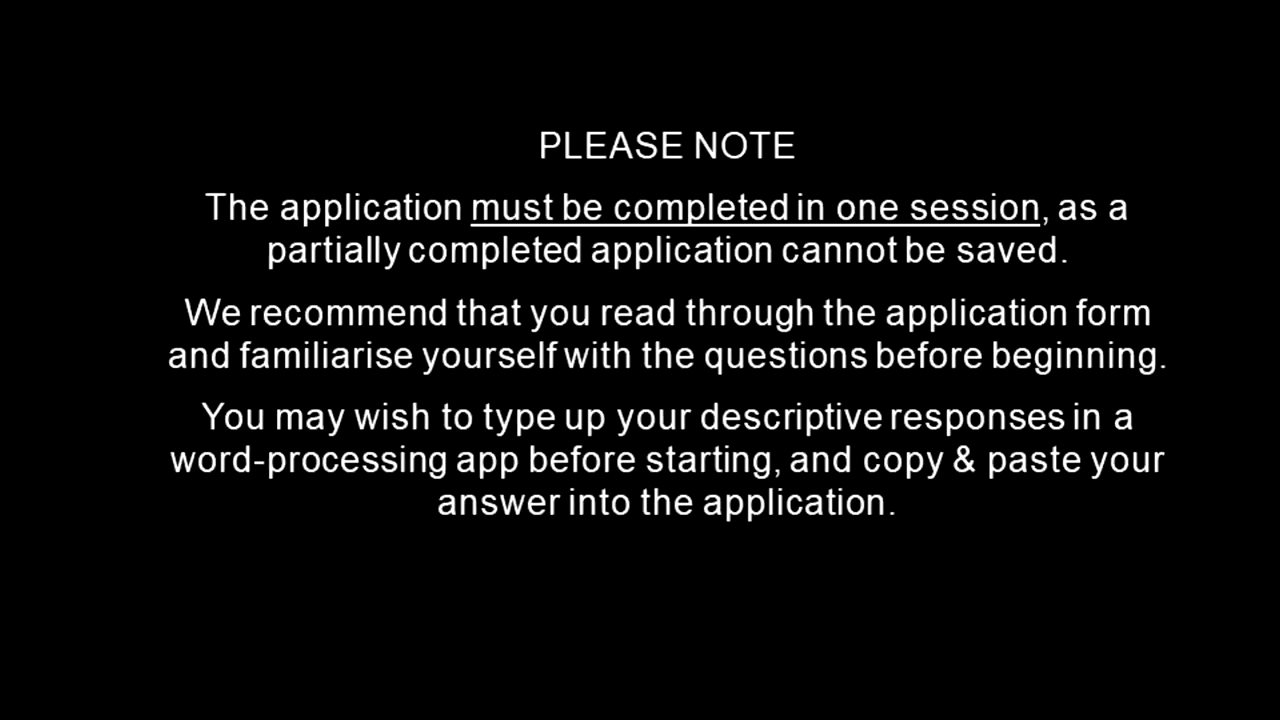 PLEASE NOTE
The application must be completed in one session, as a
partially completed application cannot be saved.
We recommend that you read through the application form
and familiarise yourself with the questions before beginning.
You may wish to type up your descriptive responses in a
word-processing app before starting, and copy & paste your
answer into the application.